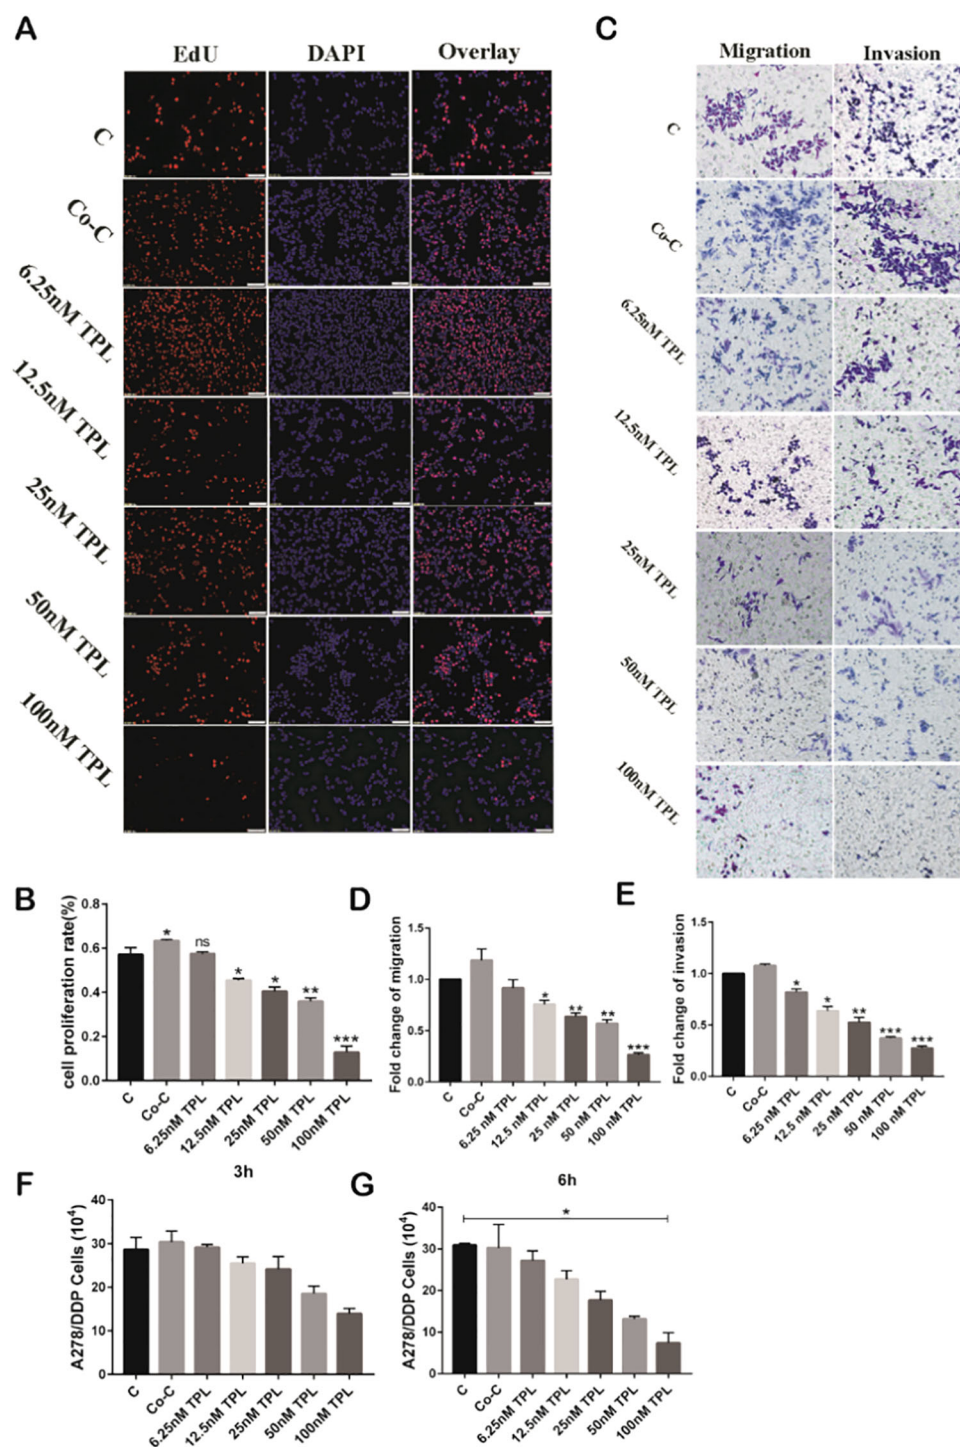 A
EdU DAPI Overlay
C
Co-C
6.25nM TPL
12.5nM TPL
25nM TPL
50nM TPL
100nM TPL
C
Migration Invasion
C
Co-C
6.25nM TPL
12.5nM TPL
25nM TPL
50nM TPL
100nM TPL
B
cell proliferation rate(%)
0.8
0.6
0.4
0.2
0.0
* ns * * ** ***
C Co-C 6.25nM TPL 12.5nM TPL 25nM TPL 50nM TPL 100nM TPL
D
Fold change of migration
1.5
1.0
0.5
0.0
* ** ** ***
C Co-C 6.25 nM TPL 12.5 nM TPL 25 nM TPL 50 nM TPL 100 nM TPL
E
Fold change of invasion
1.5
1.0
0.5
0.0
* * ** *** ***
C Co-C 6.25 nM TPL 12.5 nM TPL 25 nM TPL 50 nM TPL 100 nM TPL
F
3h
A278/DDP Cells (10⁴)
40
30
20
10
0
C Co-C 6.25nM TPL 12.5nM TPL 25nM TPL 50nM TPL 100nM TPL
G
6h
A278/DDP Cells (10⁴)
40
30
20
10
0
*
C Co-C 6.25nM TPL 12.5nM TPL 25nM TPL 50nM TPL 100nM TPL